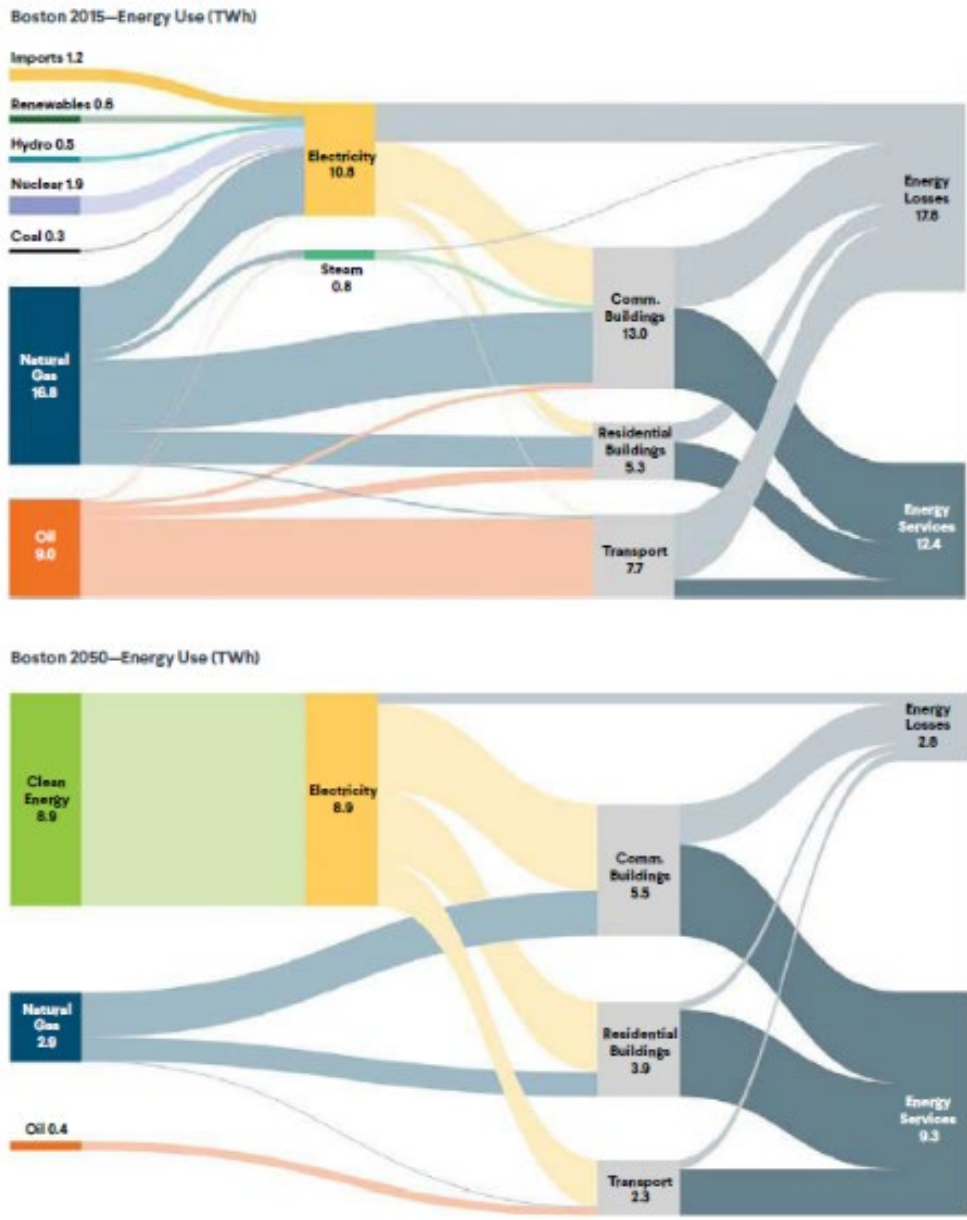 Boston 2015—Energy Use (TWh)
Imports 1.2
Renewables 0.6
Hydro 0.5
Nuclear 1.9
Coal 0.3
Natural
Gas
16.8
Oil
9.0
Electricity
10.8
Steam
0.8
Comm.
Buildings
13.0
Residential
Buildings
5.3
Transport
7.7
Energy
Losses
17.8
Energy
Services
12.4
Boston 2050—Energy Use (TWh)
Clean
Energy
8.9
Natural
Gas
2.9
Oil 0.4
Electricity
8.9
Comm.
Buildings
5.5
Residential
Buildings
3.9
Transport
2.3
Energy
Losses
2.8
Energy
Services
9.3